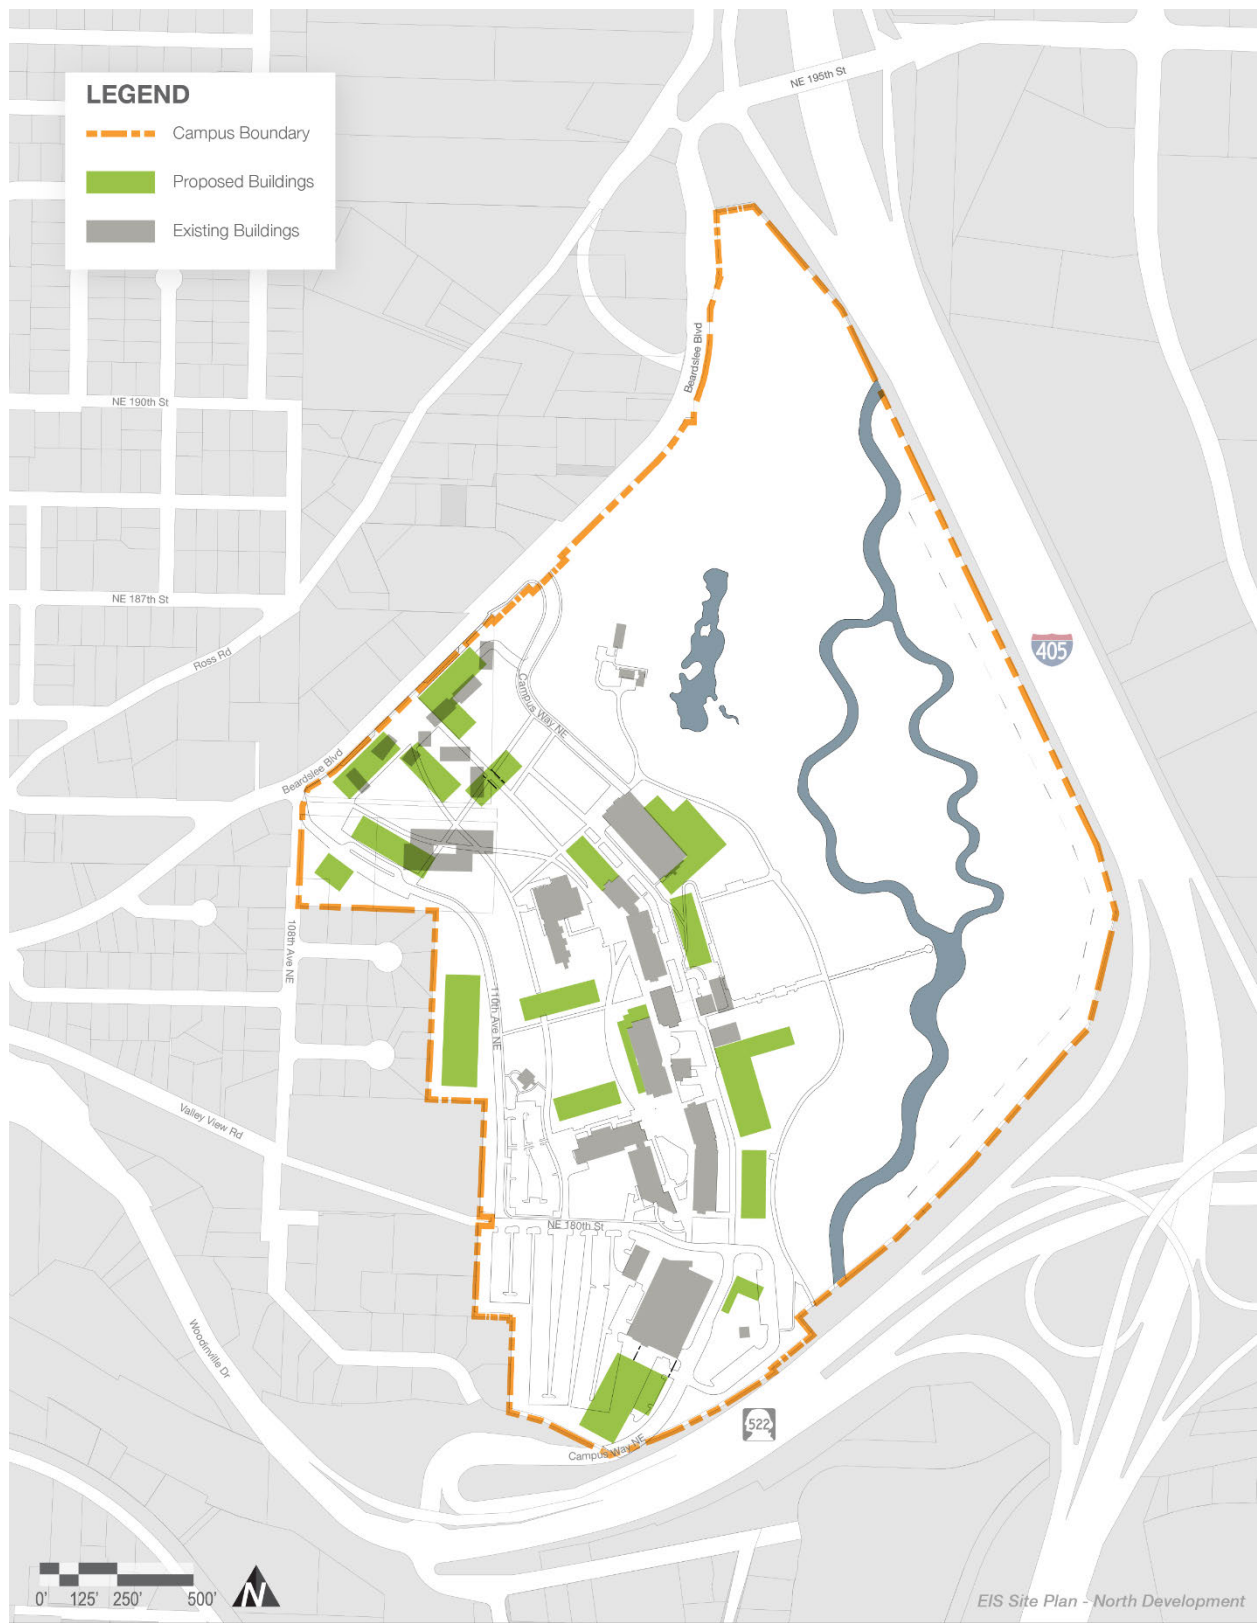 NE 195th St
LEGEND
Campus Boundary
Proposed Buildings
Existing Buildings
Beardslee Blvd
NE 190th St
NE 187th St
Ross Rd
405
Campus Way NE
Beardslee Blvd
108th Ave NE
110th Ave NE
Valley View Rd
NE 180th St
Woodinville Dr
522
Campus Way NE
0' 125' 250' 500'
N
EIS Site Plan - North Development